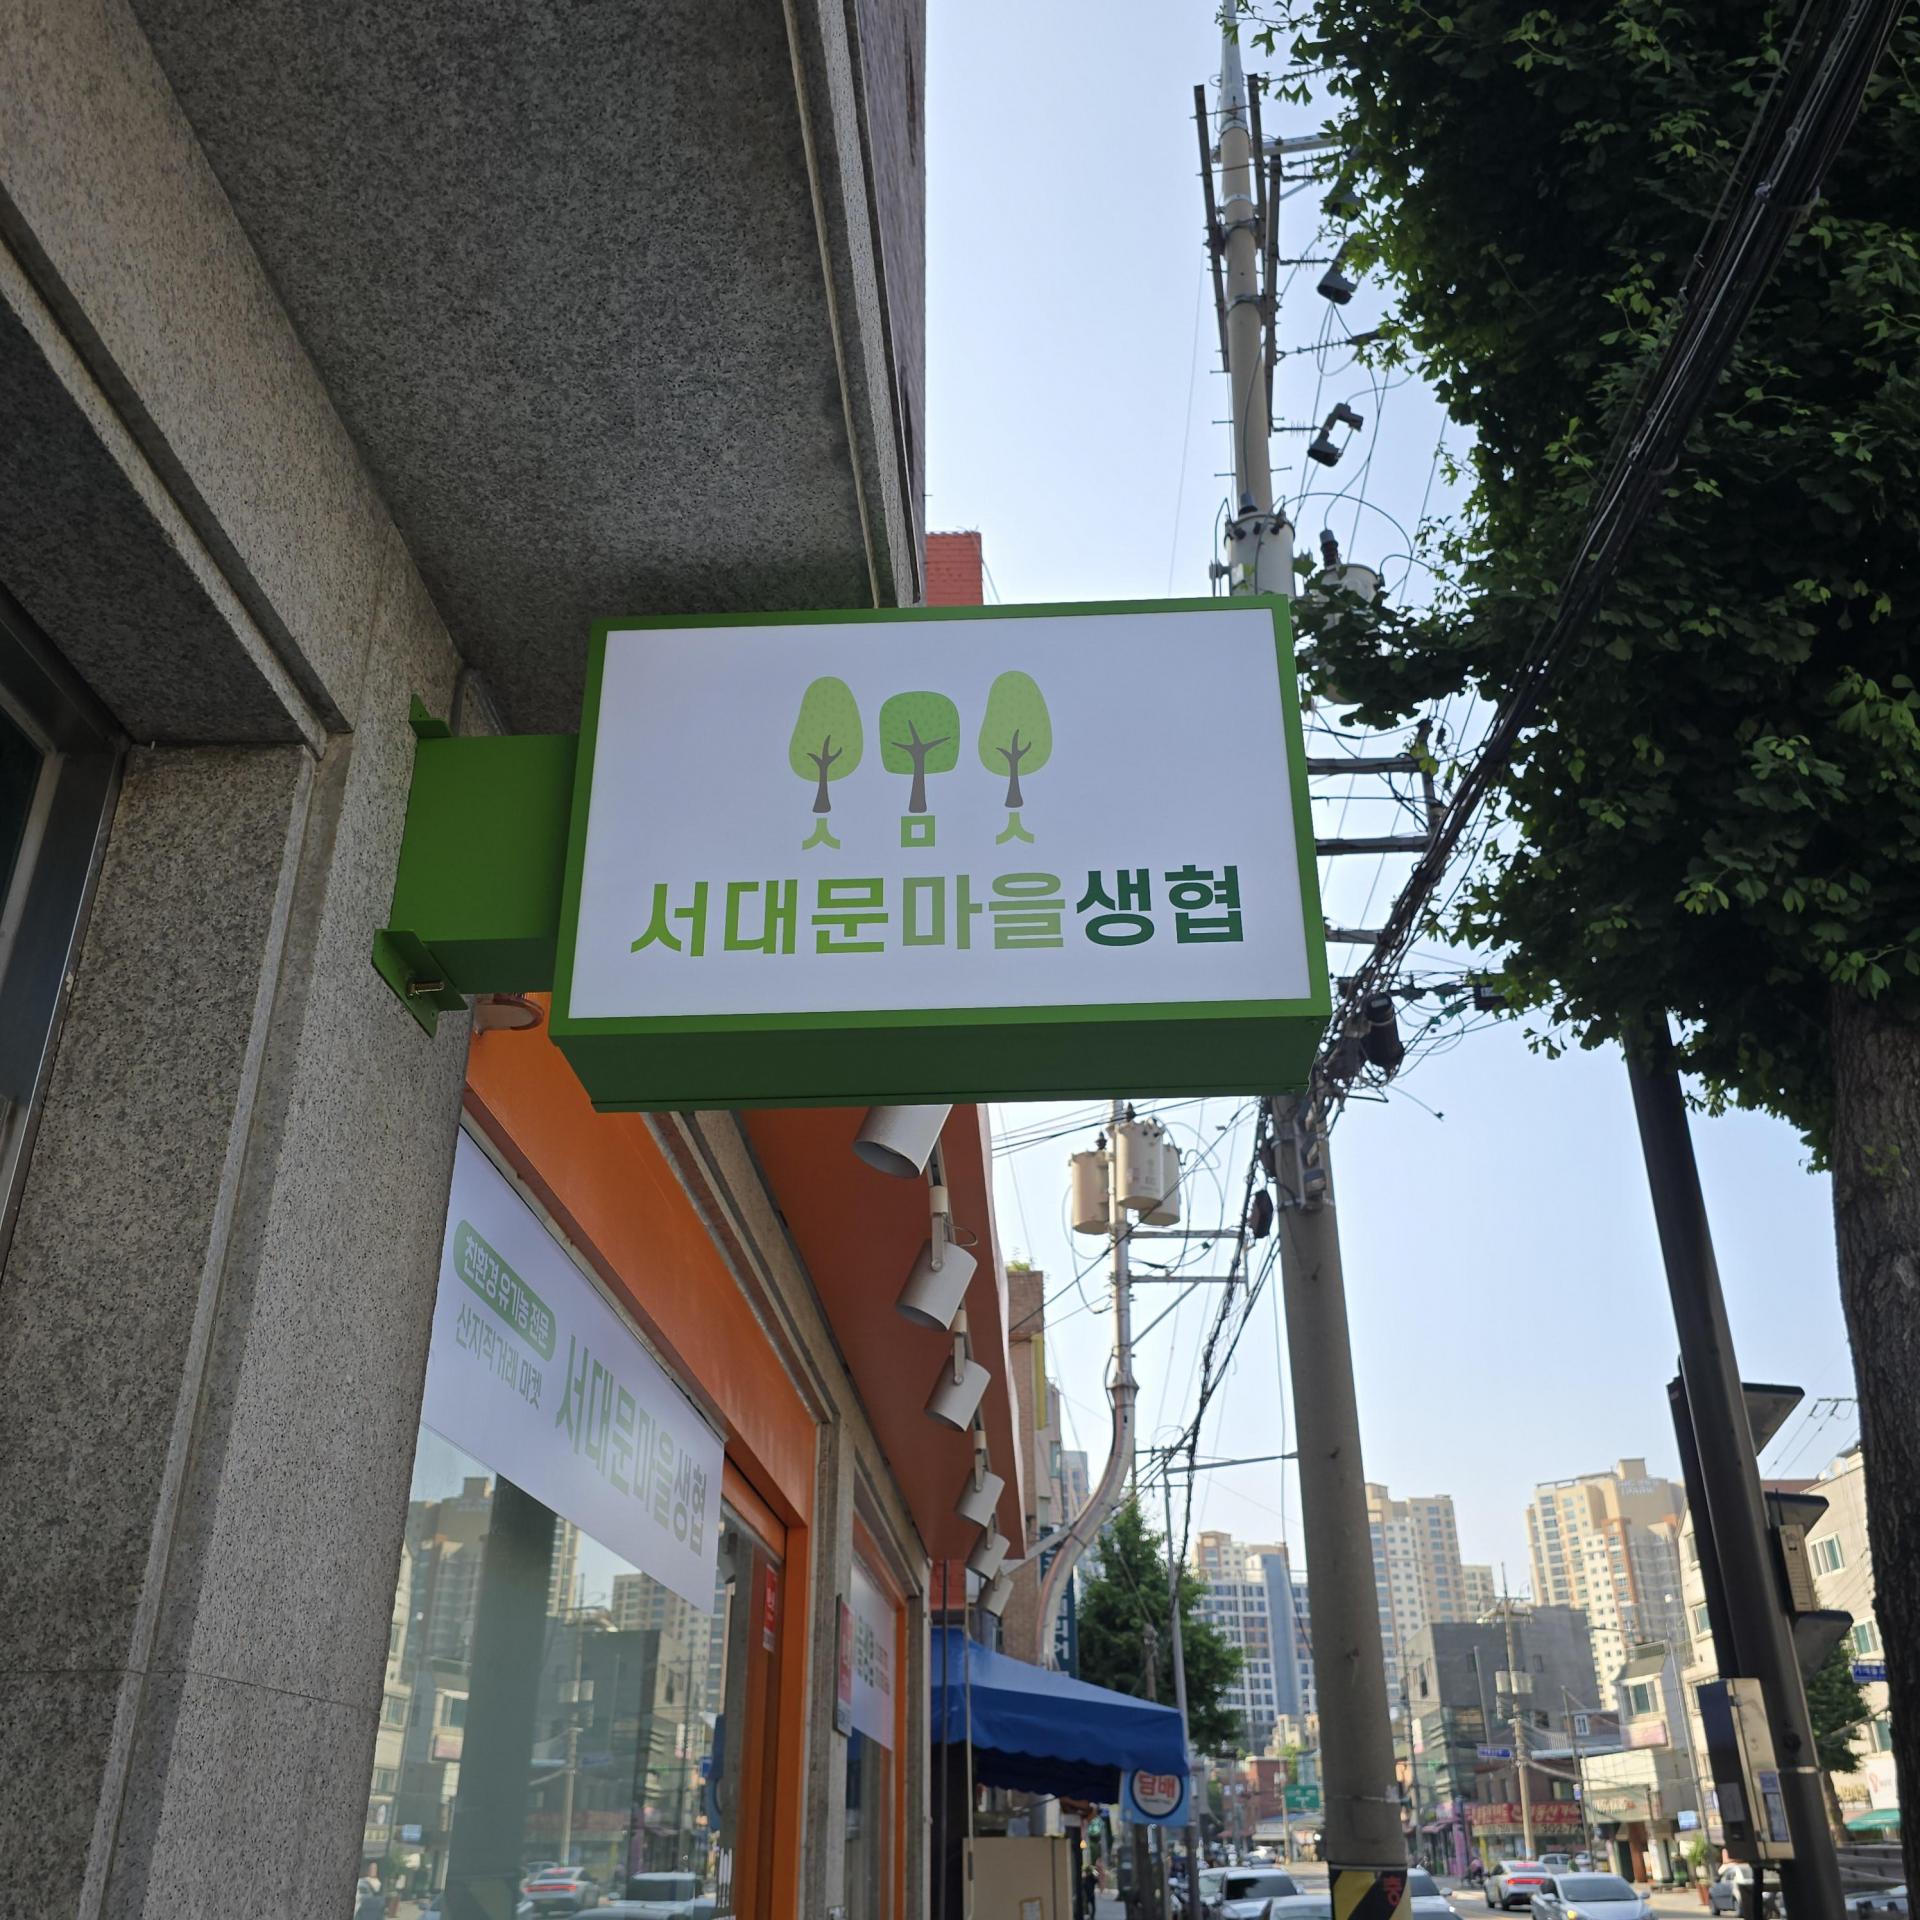 ㅅㅁㅅ
서대문마을생협
친환경 유기농 전문
산지직거래 마켓
서대문마을생협
담배